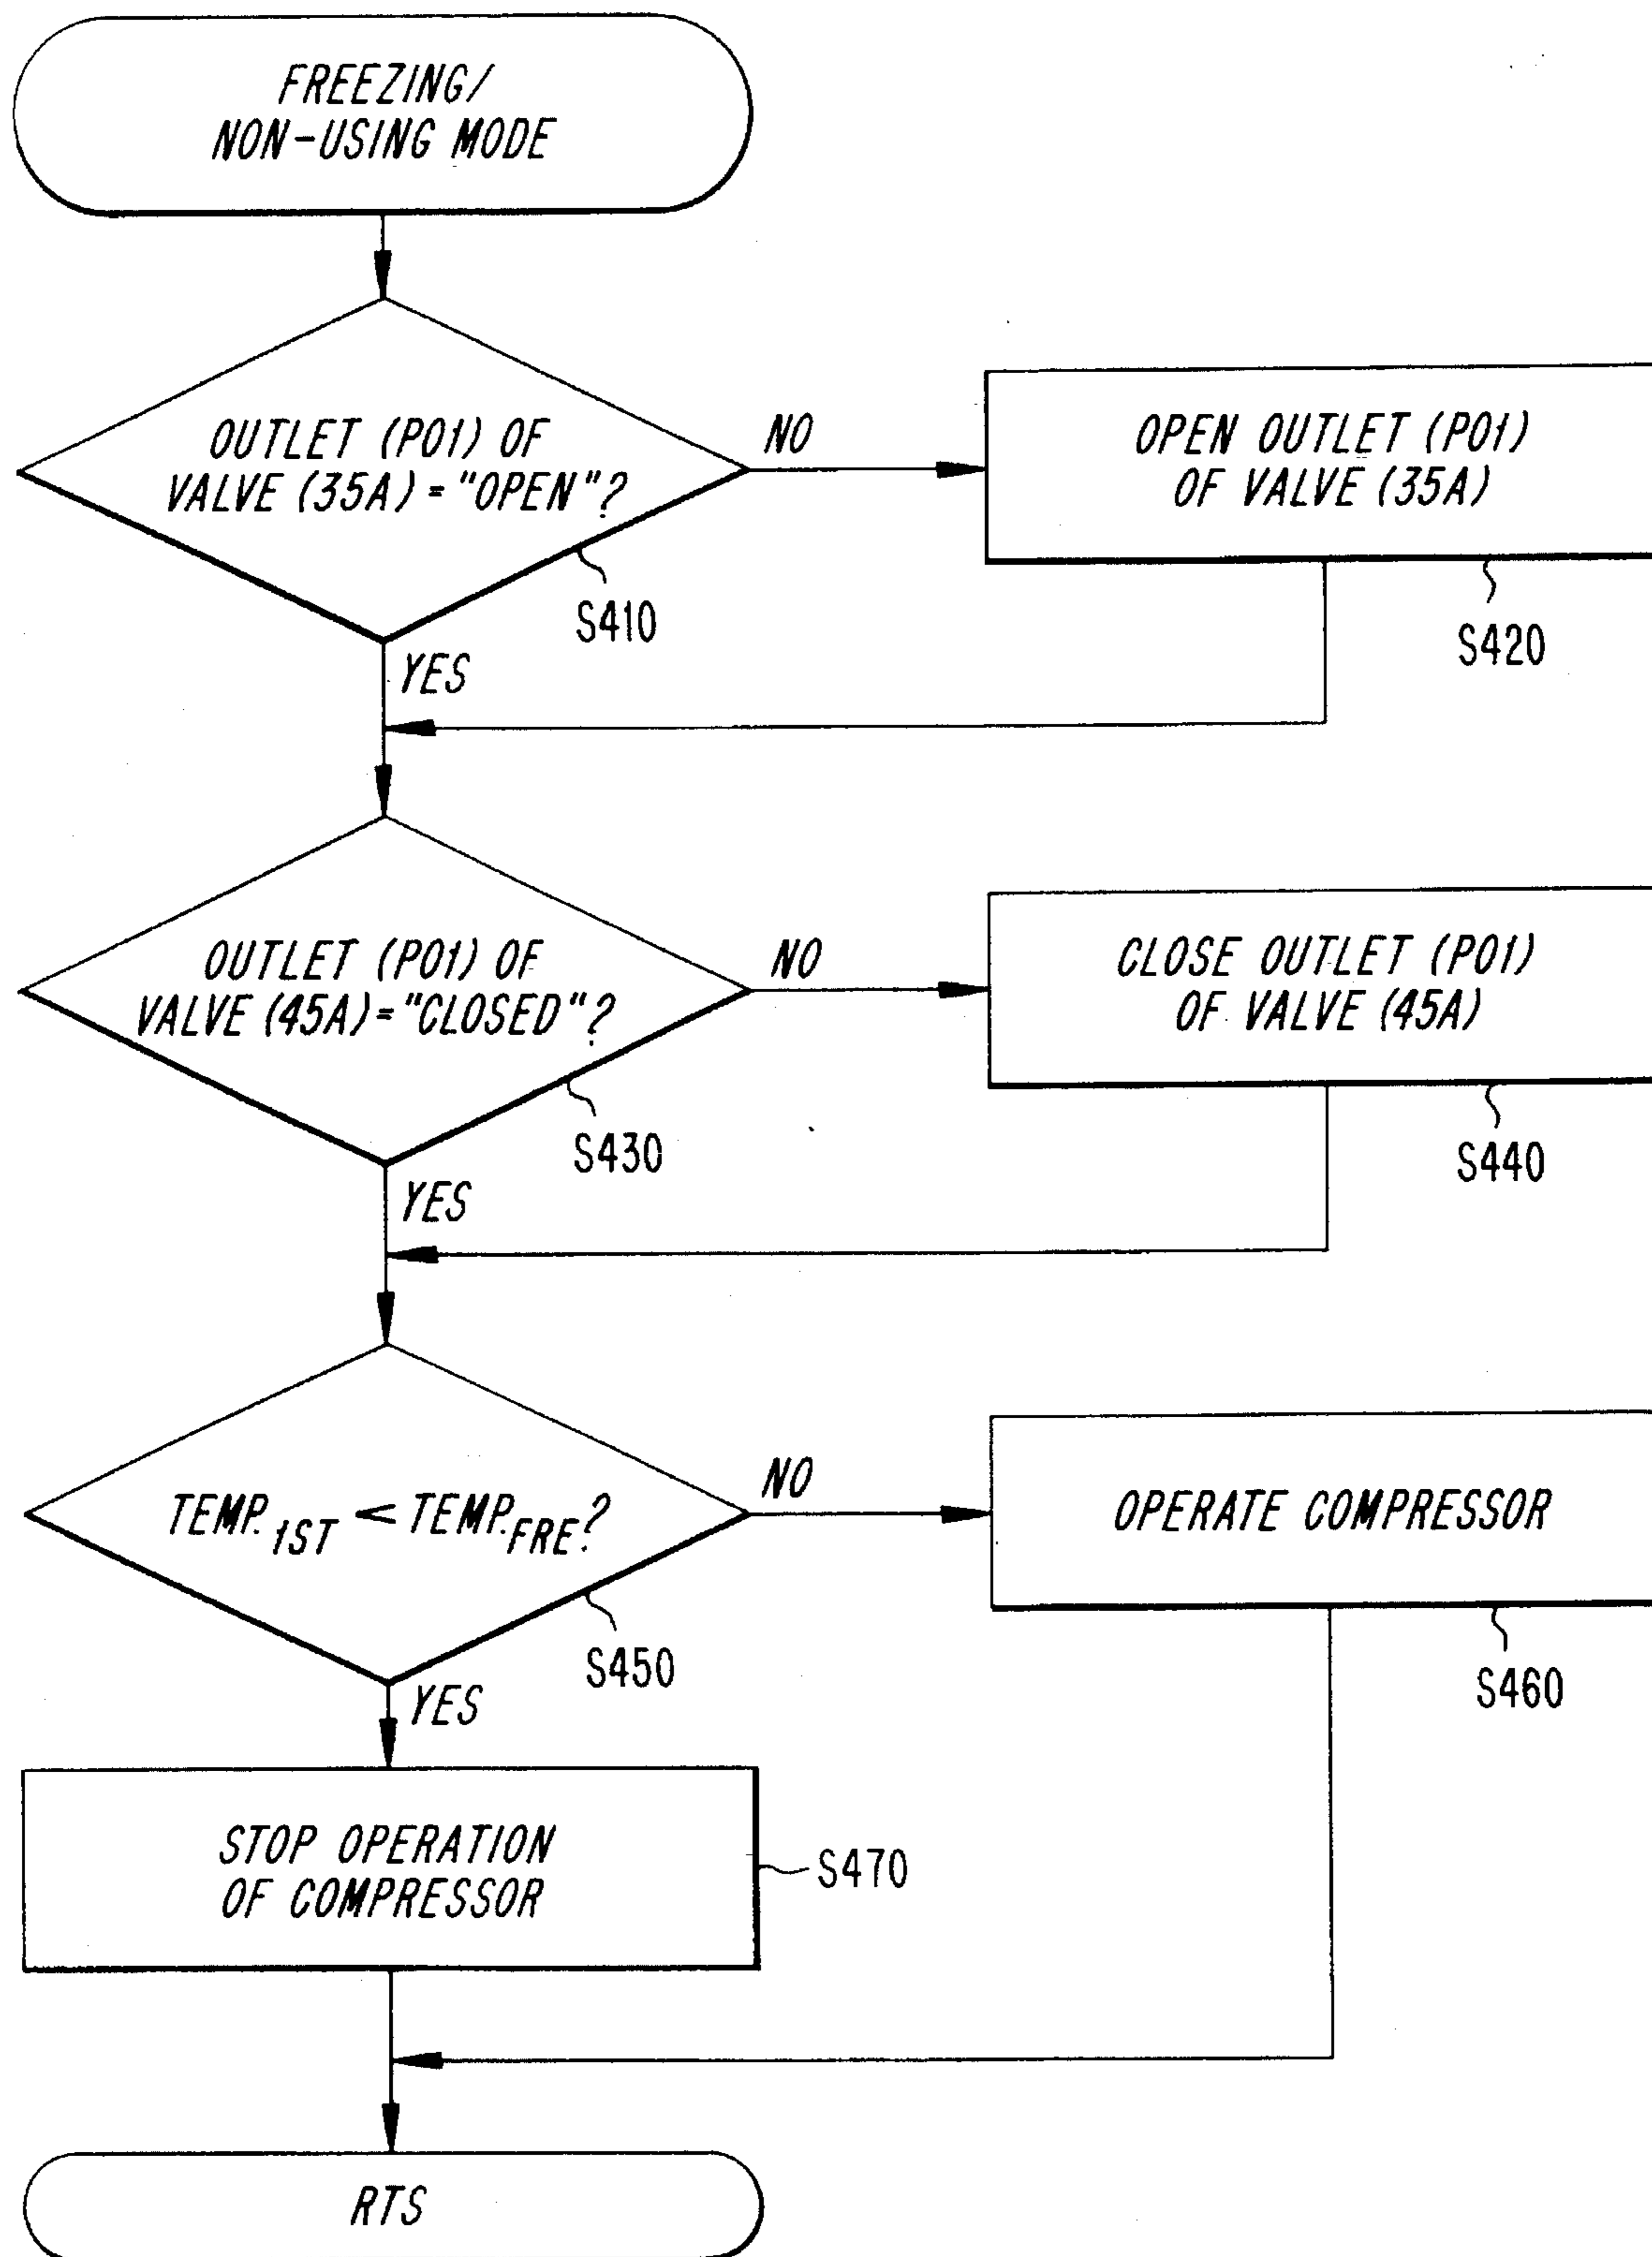 FREEZING/
NON-USING MODE
OUTLET (P01) OF
VALVE (35A) = "OPEN"?
NO
OPEN OUTLET (P01)
OF VALVE (35A)
S410
S420
YES
OUTLET (P01) OF
VALVE (45A) = "CLOSED"?
NO
CLOSE OUTLET (P01)
OF VALVE (45A)
S430
S440
YES
TEMP.1ST < TEMP.FRE?
NO
OPERATE COMPRESSOR
S450
S460
YES
STOP OPERATION
OF COMPRESSOR
S470
RTS